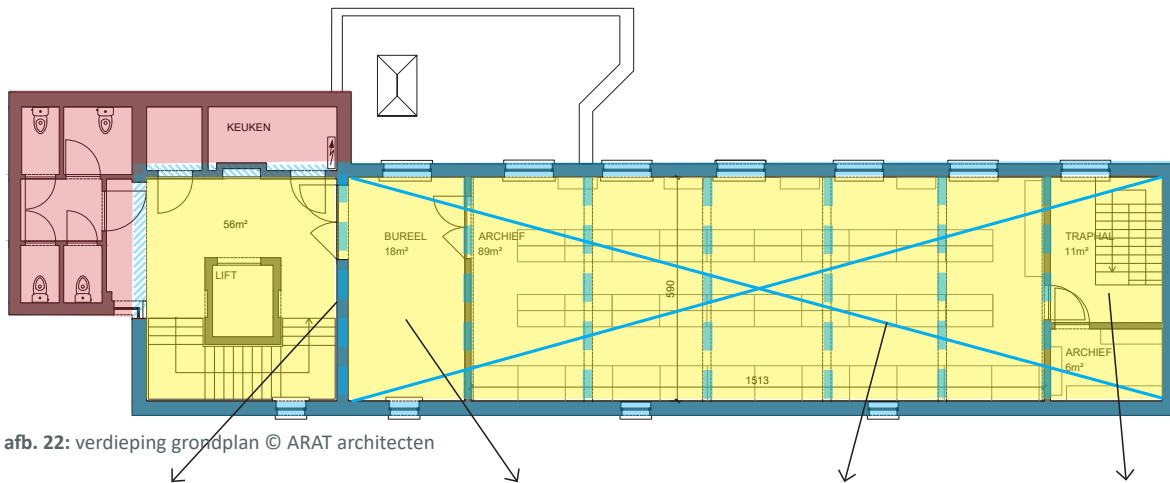 KEUKEN
56m²
LIFT
BUREEL
18m²
ARCHIEF
89m²
590
1513
TRAPHAL
11m²
ARCHIEF
6m²
afb. 22: verdieping grondplan © ARAT architecten